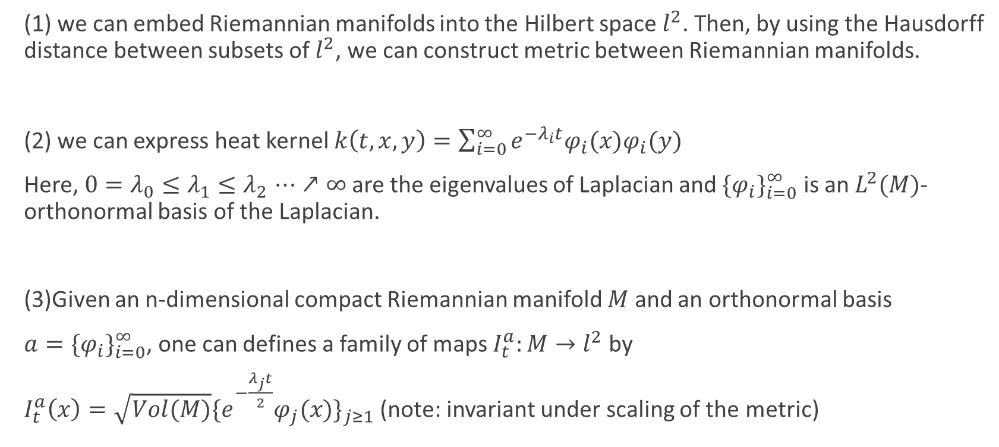 (1) we can embed Riemannian manifolds into the Hilbert space $l^2$. Then, by using the Hausdorff
distance between subsets of $l^2$, we can construct metric between Riemannian manifolds.
(2) we can express heat kernel $k(t,x,y) = \sum_{i=0}^{\infty} e^{-\lambda_i t}\varphi_i(x)\varphi_i(y)$
Here, $0 = \lambda_0 \leq \lambda_1 \leq \lambda_2 \cdots \nearrow \infty$ are the eigenvalues of Laplacian and $\{\varphi_i\}_{i=0}^{\infty}$ is an $L^2(M)$-
orthonormal basis of the Laplacian.
(3)Given an n-dimensional compact Riemannian manifold $M$ and an orthonormal basis
$a = \{\varphi_i\}_{i=0}^{\infty}$, one can defines a family of maps $I_t^a: M \to l^2$ by
$I_t^a(x) = \sqrt{Vol(M)}\{e^{-\frac{\lambda_j t}{2}}\varphi_j(x)\}_{j\geq 1}$ (note: invariant under scaling of the metric)